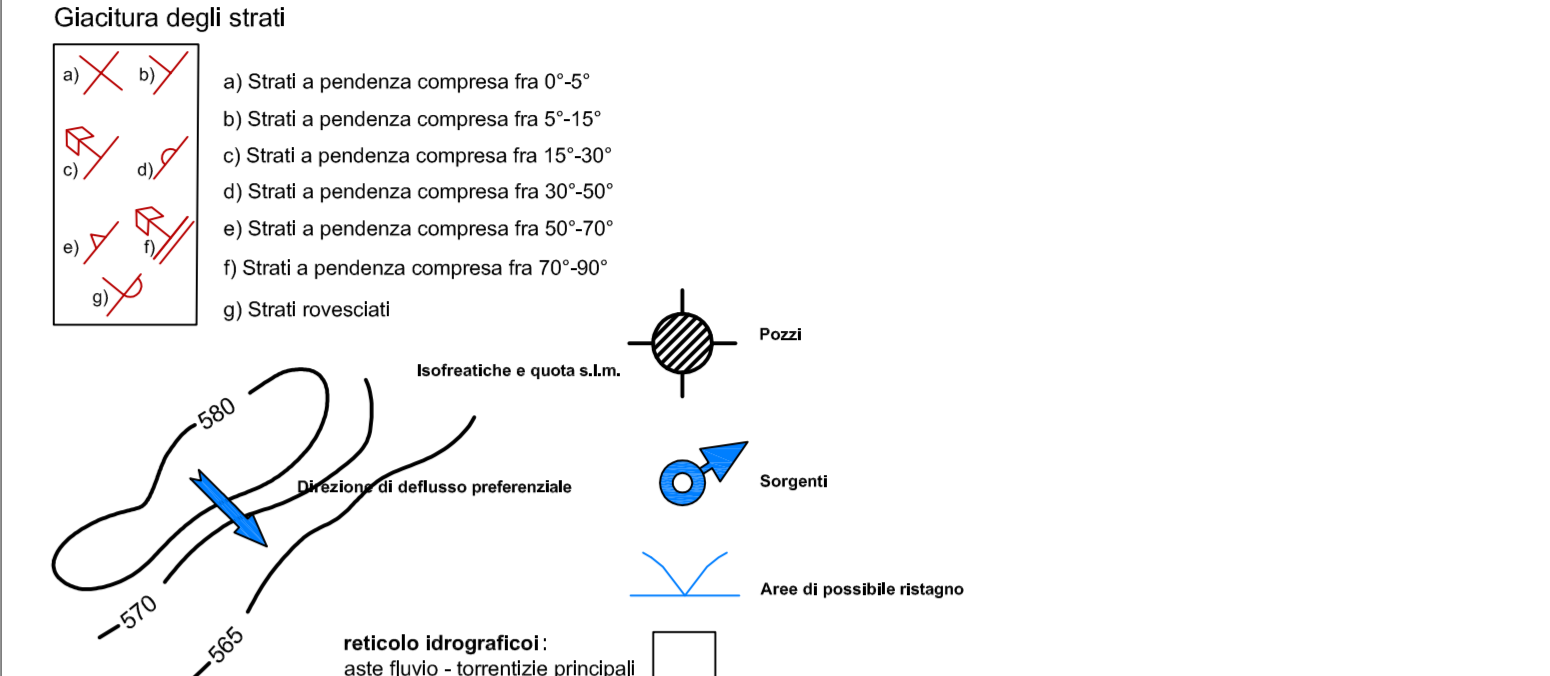 Giacitura degli strati
a) b)
c) d)
e) f)
g)
a) Strati a pendenza compresa fra 0°-5°
b) Strati a pendenza compresa fra 5°-15°
c) Strati a pendenza compresa fra 15°-30°
d) Strati a pendenza compresa fra 30°-50°
e) Strati a pendenza compresa fra 50°-70°
f) Strati a pendenza compresa fra 70°-90°
g) Strati rovesciati
Pozzi
Isofreatiche e quota s.l.m.
580
Direzione di deflusso preferenziale
Sorgenti
570
565
Aree di possibile ristagno
reticolo idrograficoi:
aste fluvio - torrentizie principali